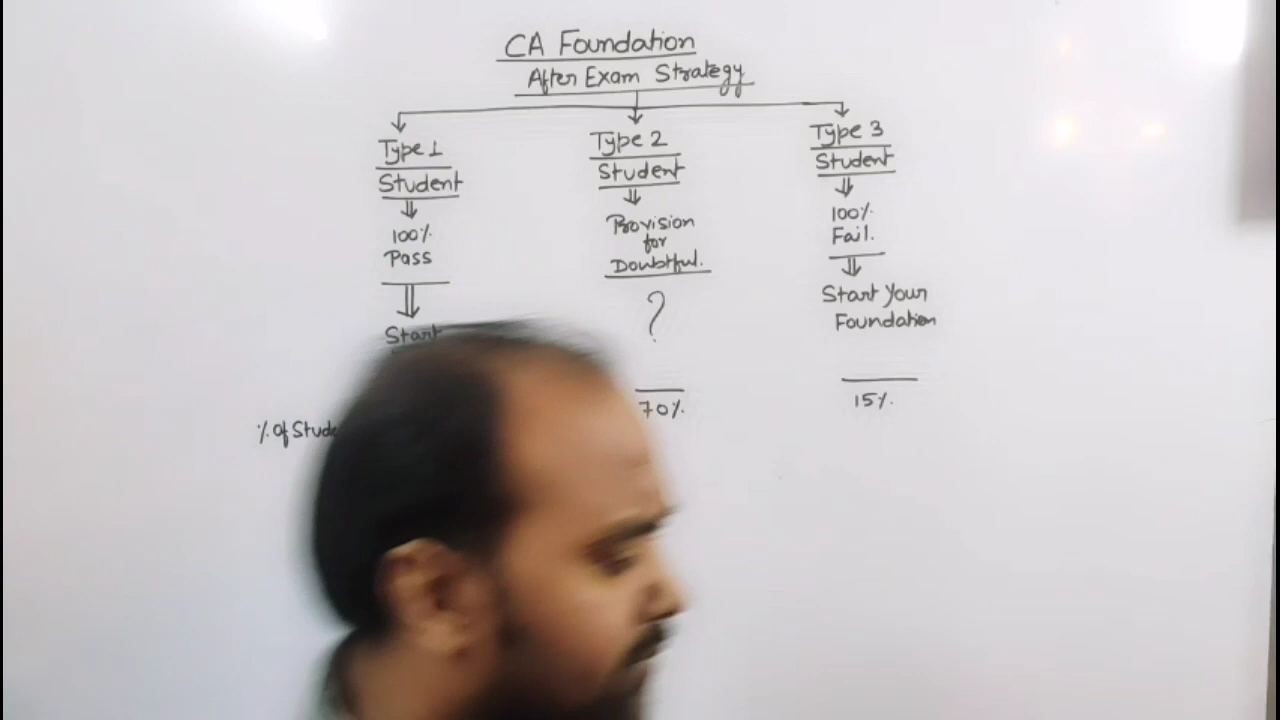 CA Foundation
After Exam Strategy
Type 1
Student
100%
Pass
Start
Type 2
Student
Provision
for
Doubtful.
?
70%.
Type 3
Student
100%
Fail.
Start Your
Foundation
15%.
% Of